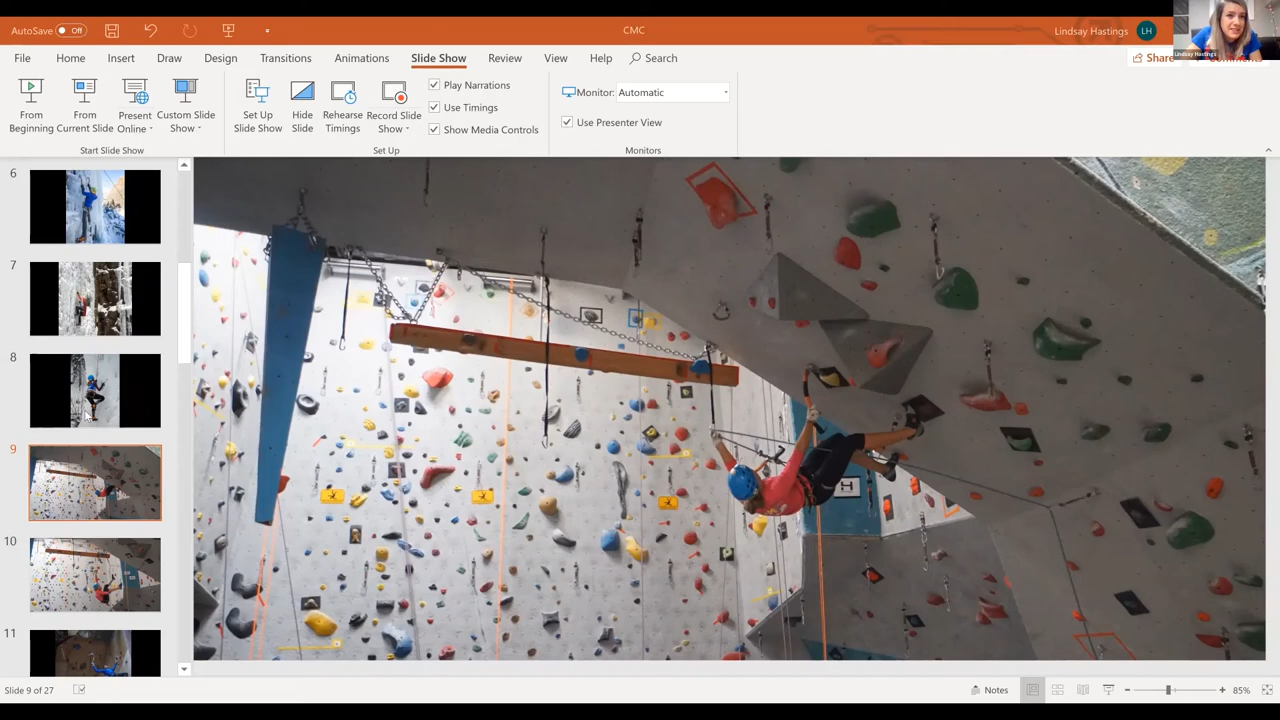 AutoSave Off CMC Lindsay Hastings LH
Lindsay Hastings
File Home Insert Draw Design Transitions Animations Slide Show Review View Help Search Share
From Beginning
From Current Slide
Present Online
Custom Slide Show
Start Slide Show
Set Up Slide Show
Hide Slide
Rehearse Timings
Record Slide Show
Play Narrations
Use Timings
Show Media Controls
Set Up
Monitor: Automatic
Use Presenter View
Monitors
6
7
8
9
10
11
H
Slide 9 of 27 Notes 85%